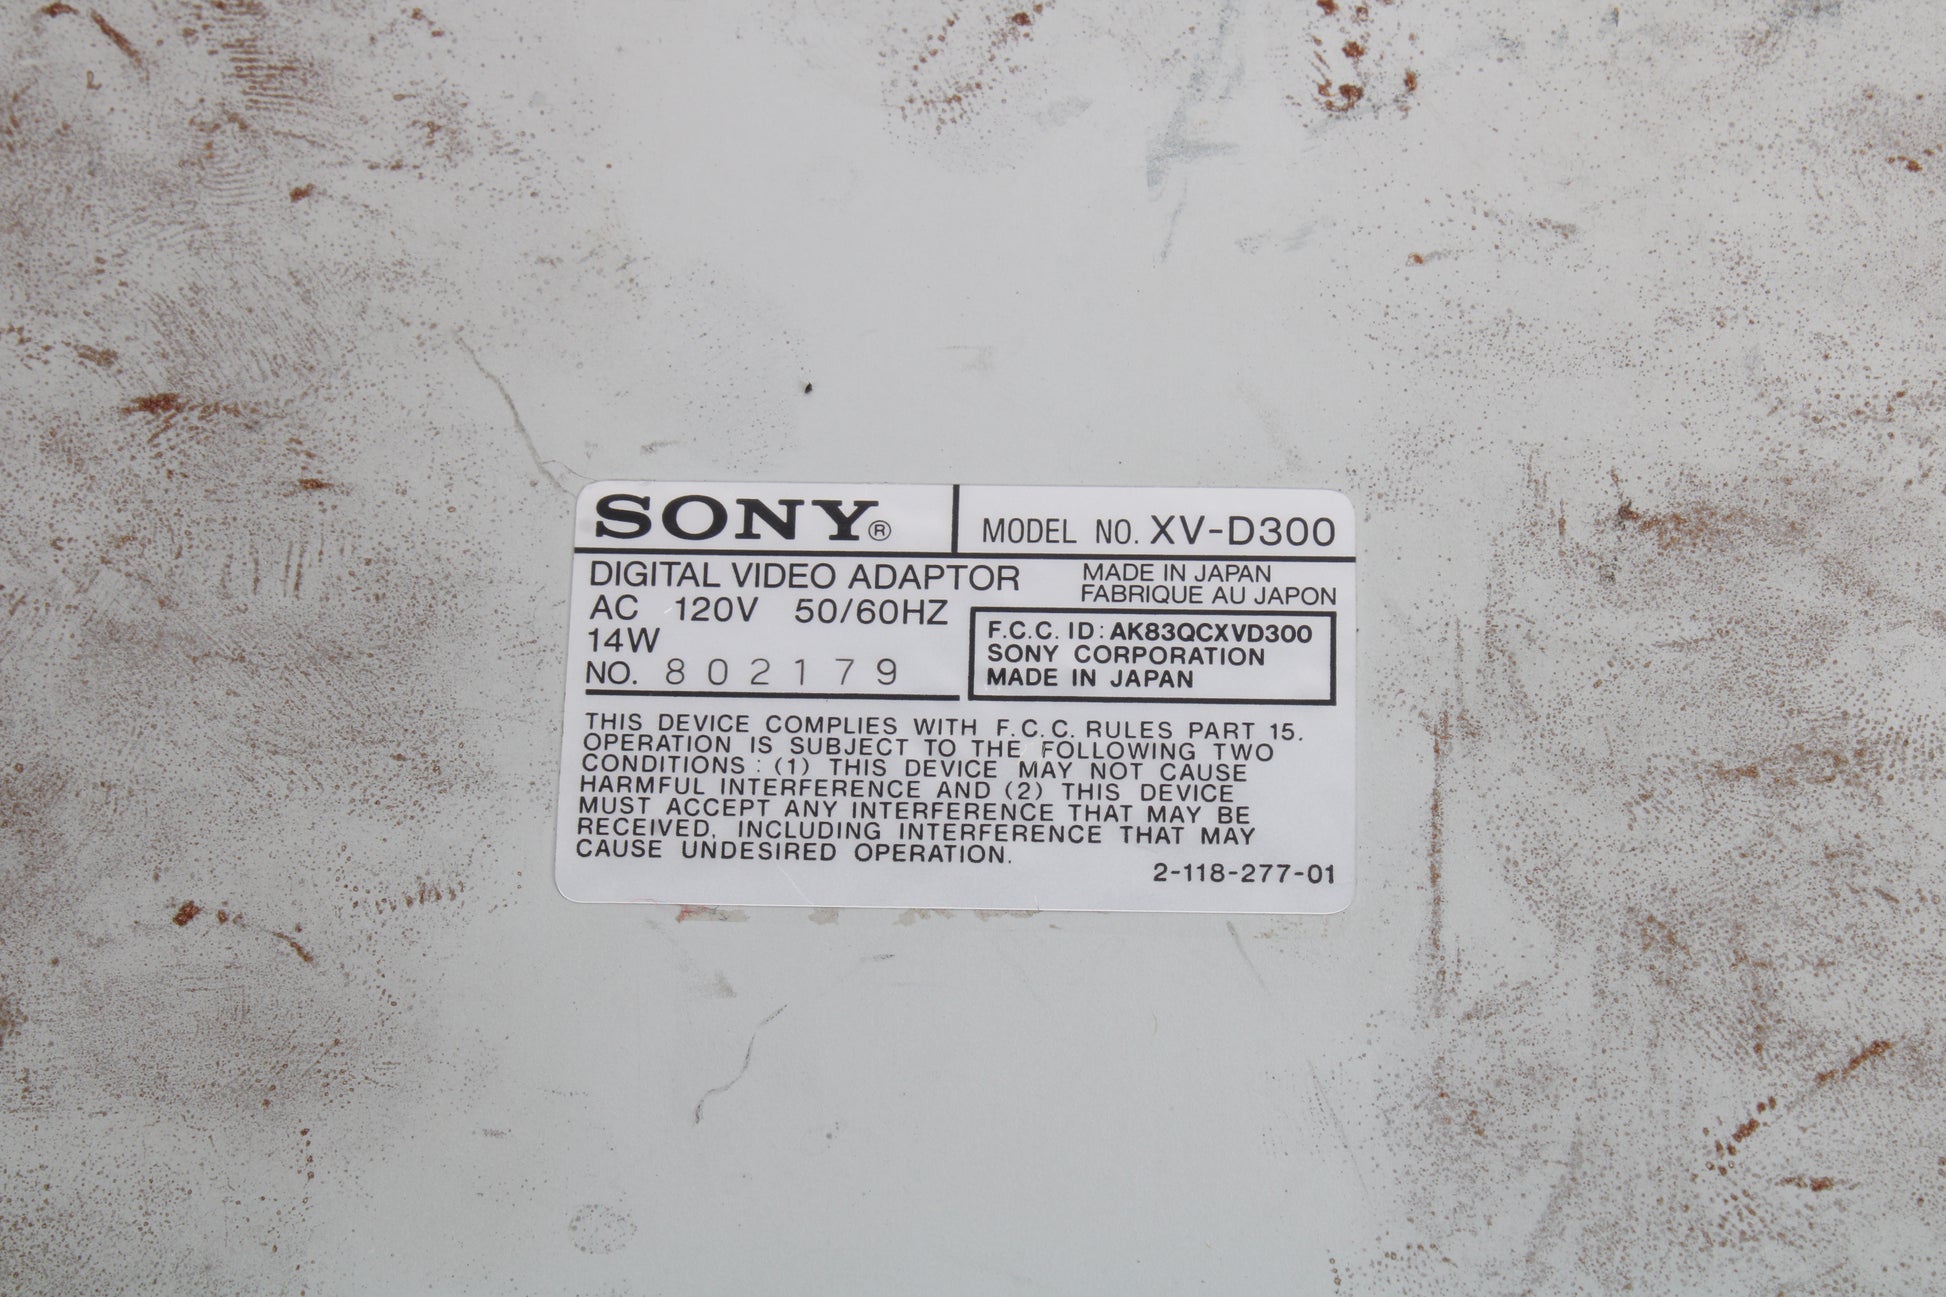 SONY®
MODEL NO. XV-D300
DIGITAL VIDEO ADAPTOR
MADE IN JAPAN
FABRIQUE AU JAPON
AC 120V 50/60HZ
14W
NO. 802179
F.C.C. ID: AK83QCXVD300
SONY CORPORATION
MADE IN JAPAN
THIS DEVICE COMPLIES WITH F.C.C. RULES PART 15.
OPERATION IS SUBJECT TO THE FOLLOWING TWO
CONDITIONS: (1) THIS DEVICE MAY NOT CAUSE
HARMFUL INTERFERENCE AND (2) THIS DEVICE
MUST ACCEPT ANY INTERFERENCE THAT MAY BE
RECEIVED, INCLUDING INTERFERENCE THAT MAY
CAUSE UNDESIRED OPERATION.
2-118-277-01